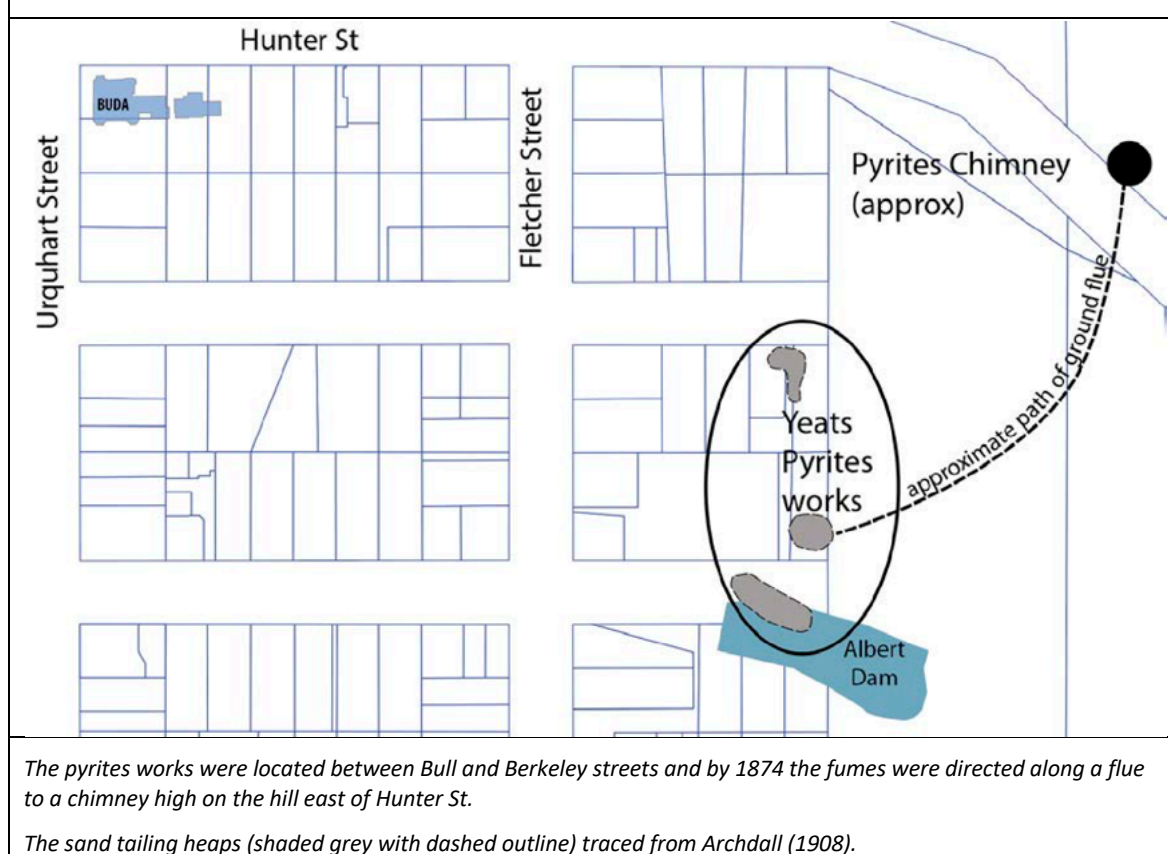 Hunter St
BUDA
Urquhart Street
Fletcher Street
Pyrites Chimney
(approx)
approximate path of ground flue
Yeats
Pyrites
works
Albert
Dam
The pyrites works were located between Bull and Berkeley streets and by 1874 the fumes were directed along a flue
to a chimney high on the hill east of Hunter St.
The sand tailing heaps (shaded grey with dashed outline) traced from Archdall (1908).